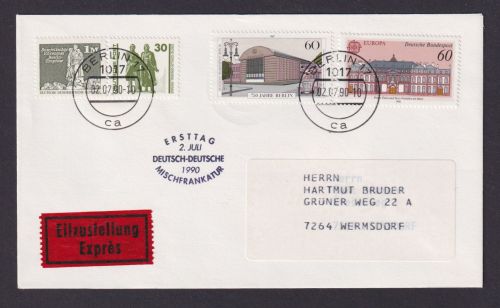 1M
30
60
750 JAHRE BERLIN
EUROPA
Deutsche Bundespost
60
BERLIN
1017
02.07.90-10
ca
BERLIN
1017
02.07.90-10
ca
ERSTTAG
2. JULI
DEUTSCH-DEUTSCHE
1990
MISCHFRANKATUR
HERRN
HARTMUT BRUDER
GRÜNER WEG 22 A
7264 WERMSDORF
Eilzustellung
Exprès